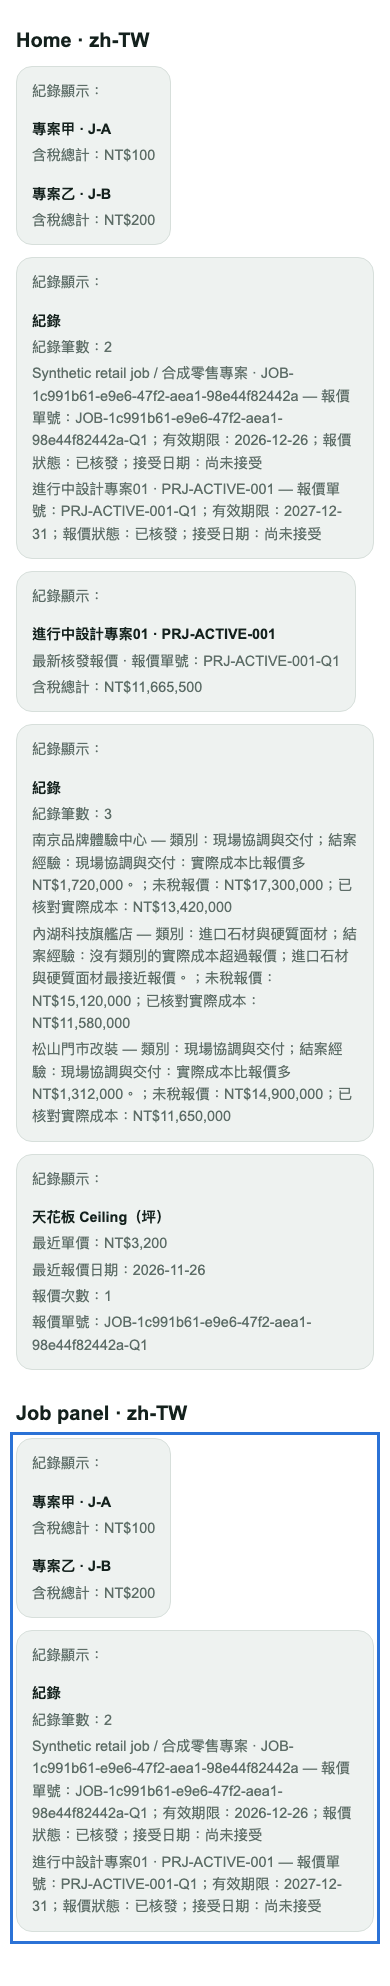 Home · zh-TW
紀錄顯示：
專案甲 · J-A
含稅總計：NT$100
專案乙 · J-B
含稅總計：NT$200
紀錄顯示：
紀錄
紀錄筆數：2
Synthetic retail job / 合成零售專案 · JOB-
1c991b61-e9e6-47f2-aea1-98e44f82442a — 報價
單號：JOB-1c991b61-e9e6-47f2-aea1-
98e44f82442a-Q1；有效期限：2026-12-26；報價
狀態：已核發；接受日期：尚未接受
進行中設計專案01 · PRJ-ACTIVE-001 — 報價單
號：PRJ-ACTIVE-001-Q1；有效期限：2027-12-
31；報價狀態：已核發；接受日期：尚未接受
紀錄顯示：
進行中設計專案01 · PRJ-ACTIVE-001
最新核發報價 · 報價單號：PRJ-ACTIVE-001-Q1
含稅總計：NT$11,665,500
紀錄顯示：
紀錄
紀錄筆數：3
南京品牌體驗中心 — 類別：現場協調與交付；結案
經驗：現場協調與交付：實際成本比報價多
NT$1,720,000。；未稅報價：NT$17,300,000；已
核對實際成本：NT$13,420,000
內湖科技旗艦店 — 類別：進口石材與硬質面材；結
案經驗：沒有類別的實際成本超過報價；進口石材
與硬質面材最接近報價。；未稅報價：
NT$15,120,000；已核對實際成本：
NT$11,580,000
松山門市改裝 — 類別：現場協調與交付；結案經
驗：現場協調與交付：實際成本比報價多
NT$1,312,000。；未稅報價：NT$14,900,000；已
核對實際成本：NT$11,650,000
紀錄顯示：
天花板 Ceiling（坪）
最近單價：NT$3,200
最近報價日期：2026-11-26
報價次數：1
報價單號：JOB-1c991b61-e9e6-47f2-aea1-
98e44f82442a-Q1
Job panel · zh-TW
紀錄顯示：
專案甲 · J-A
含稅總計：NT$100
專案乙 · J-B
含稅總計：NT$200
紀錄顯示：
紀錄
紀錄筆數：2
Synthetic retail job / 合成零售專案 · JOB-
1c991b61-e9e6-47f2-aea1-98e44f82442a — 報價
單號：JOB-1c991b61-e9e6-47f2-aea1-
98e44f82442a-Q1；有效期限：2026-12-26；報價
狀態：已核發；接受日期：尚未接受
進行中設計專案01 · PRJ-ACTIVE-001 — 報價單
號：PRJ-ACTIVE-001-Q1；有效期限：2027-12-
31；報價狀態：已核發；接受日期：尚未接受